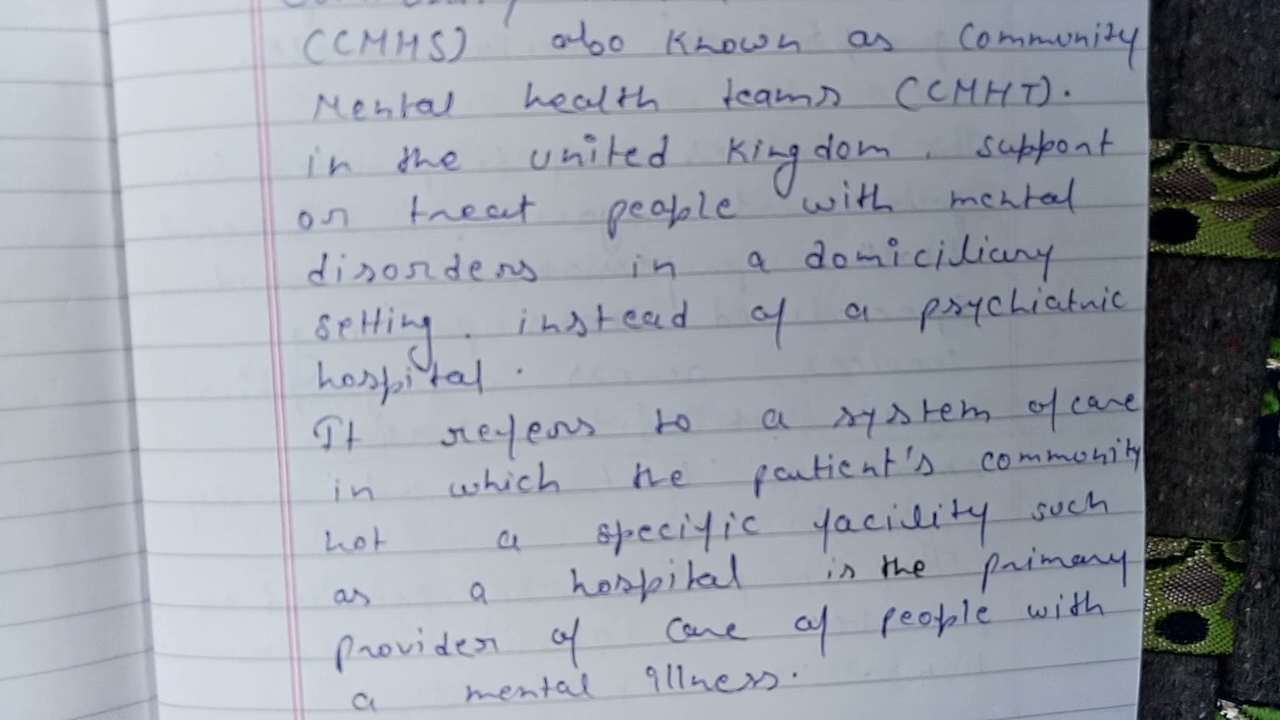 (CCMHS) also known as Community
Mental health teams (CCMHT).
in the united Kingdom. support
or treat people with mental
disorders in a domiciliary
setting. instead of a psychiatric
hospital.
It refers to a system of care
in which the patient's community
not a specific facility such
as a hospital is the primary
provider of care of people with
a mental illness.